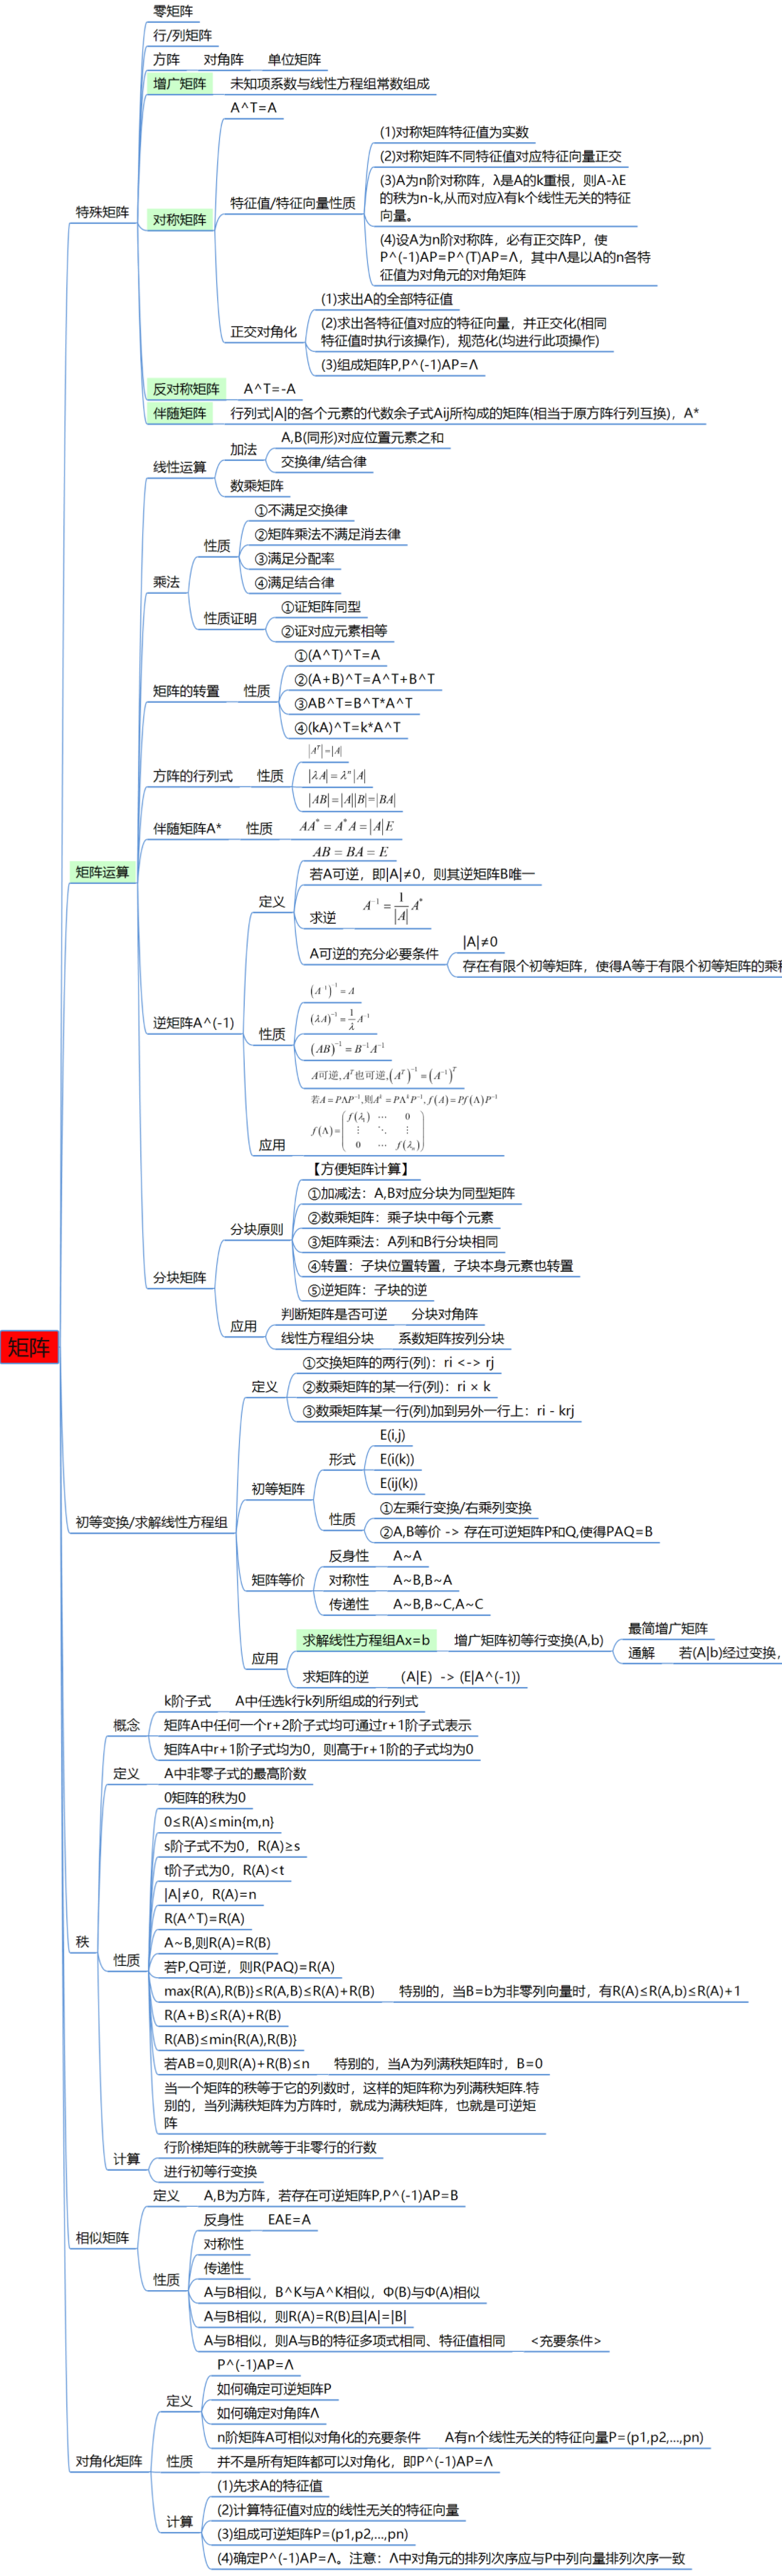 零矩阵
行/列矩阵
方阵 对角阵 单位矩阵
增广矩阵 未知项系数与线性方程组常数组成
A^T=A
(1)对称矩阵特征值为实数
(2)对称矩阵不同特征值对应特征向量正交
(3)A为n阶对称阵，λ是A的k重根，则A-λE
的秩为n-k,从而对应λ有k个线性无关的特征
向量。
特征值/特征向量性质
特殊矩阵
对称矩阵
(4)设A为n阶对称阵，必有正交阵P，使
P^(-1)AP=P^(T)AP=Λ，其中Λ是以A的n各特
征值为对角元的对角矩阵
(1)求出A的全部特征值
正交对角化
(2)求出各特征值对应的特征向量，并正交化(相同
特征值时执行该操作)，规范化(均进行此项操作)
(3)组成矩阵P,P^(-1)AP=Λ
反对称矩阵 A^T=-A
伴随矩阵 行列式|A|的各个元素的代数余子式Aij所构成的矩阵(相当于原方阵行列互换)，A*
线性运算
加法
A,B(同形)对应位置元素之和
交换律/结合律
数乘矩阵
乘法
性质
①不满足交换律
②矩阵乘法不满足消去律
③满足分配率
④满足结合律
性质证明
①证矩阵同型
②证对应元素相等
矩阵的转置 性质
①(A^T)^T=A
②(A+B)^T=A^T+B^T
③AB^T=B^T*A^T
④(kA)^T=k*A^T
方阵的行列式 性质
|A^T|=|A|
|λA|=λ^n|A|
|AB|=|A||B|=|BA|
伴随矩阵A* 性质 AA^*=A^*A=|A|E
矩阵运算
逆矩阵A^(-1)
定义
AB=BA=E
若A可逆，即|A|≠0，则其逆矩阵B唯一
求逆 A^{-1}=\frac{1}{|A|}A^*
A可逆的充分必要条件
|A|≠0
存在有限个初等矩阵，使得A等于有限个初等矩阵的乘
性质
(A^{-1})^{-1}=A
(λA)^{-1}=\frac{1}{λ}A^{-1}
(AB)^{-1}=B^{-1}A^{-1}
A可逆,A^T也可逆,(A^T)^{-1}=(A^{-1})^T
应用
若A=PΛP^{-1},则A^k=PΛ^kP^{-1},f(A)=Pf(Λ)P^{-1}
f(Λ)=
f(λ_1) ⋯ 0
⋮ ⋱ ⋮
0 ⋯ f(λ_n)
分块矩阵
分块原则
【方便矩阵计算】
①加减法：A,B对应分块为同型矩阵
②数乘矩阵：乘子块中每个元素
③矩阵乘法：A列和B行分块相同
④转置：子块位置转置，子块本身元素也转置
⑤逆矩阵：子块的逆
应用
判断矩阵是否可逆 分块对角阵
线性方程组分块 系数矩阵按列分块
矩阵
初等变换/求解线性方程组
定义
①交换矩阵的两行(列)：ri <-> rj
②数乘矩阵的某一行(列)：ri × k
③数乘矩阵某一行(列)加到另外一行上：ri - krj
初等矩阵
形式
E(i,j)
E(i(k))
E(ij(k))
性质
①左乘行变换/右乘列变换
②A,B等价 -> 存在可逆矩阵P和Q,使得PAQ=B
矩阵等价
反身性 A~A
对称性 A~B,B~A
传递性 A~B,B~C,A~C
应用
求解线性方程组Ax=b 增广矩阵初等行变换(A,b)
最简增广矩阵
通解 若(A|b)经过变换，
求矩阵的逆 （A|E）-> (E|A^(-1))
秩
概念
k阶子式 A中任选k行k列所组成的行列式
矩阵A中任何一个r+2阶子式均可通过r+1阶子式表示
矩阵A中r+1阶子式均为0，则高于r+1阶的子式均为0
定义 A中非零子式的最高阶数
性质
0矩阵的秩为0
0≤R(A)≤min{m,n}
s阶子式不为0，R(A)≥s
t阶子式为0，R(A)<t
|A|≠0，R(A)=n
R(A^T)=R(A)
A~B,则R(A)=R(B)
若P,Q可逆，则R(PAQ)=R(A)
max{R(A),R(B)}≤R(A,B)≤R(A)+R(B) 特别的，当B=b为非零列向量时，有R(A)≤R(A,b)≤R(A)+1
R(A+B)≤R(A)+R(B)
R(AB)≤min{R(A),R(B)}
若AB=0,则R(A)+R(B)≤n 特别的，当A为列满秩矩阵时，B=0
当一个矩阵的秩等于它的列数时，这样的矩阵称为列满秩矩阵.特
别的，当列满秩矩阵为方阵时，就成为满秩矩阵，也就是可逆矩
阵
计算
行阶梯矩阵的秩就等于非零行的行数
进行初等行变换
相似矩阵
定义 A,B为方阵，若存在可逆矩阵P,P^(-1)AP=B
性质
反身性 EAE=A
对称性
传递性
A与B相似，B^K与A^K相似，Φ(B)与Φ(A)相似
A与B相似，则R(A)=R(B)且|A|=|B|
A与B相似，则A与B的特征多项式相同、特征值相同 <充要条件>
对角化矩阵
定义
P^(-1)AP=Λ
如何确定可逆矩阵P
如何确定对角阵Λ
n阶矩阵A可相似对角化的充要条件 A有n个线性无关的特征向量P=(p1,p2,...,pn)
性质 并不是所有矩阵都可以对角化，即P^(-1)AP=Λ
计算
(1)先求A的特征值
(2)计算特征值对应的线性无关的特征向量
(3)组成可逆矩阵P=(p1,p2,...,pn)
(4)确定P^(-1)AP=Λ。注意：Λ中对角元的排列次序应与P中列向量排列次序一致